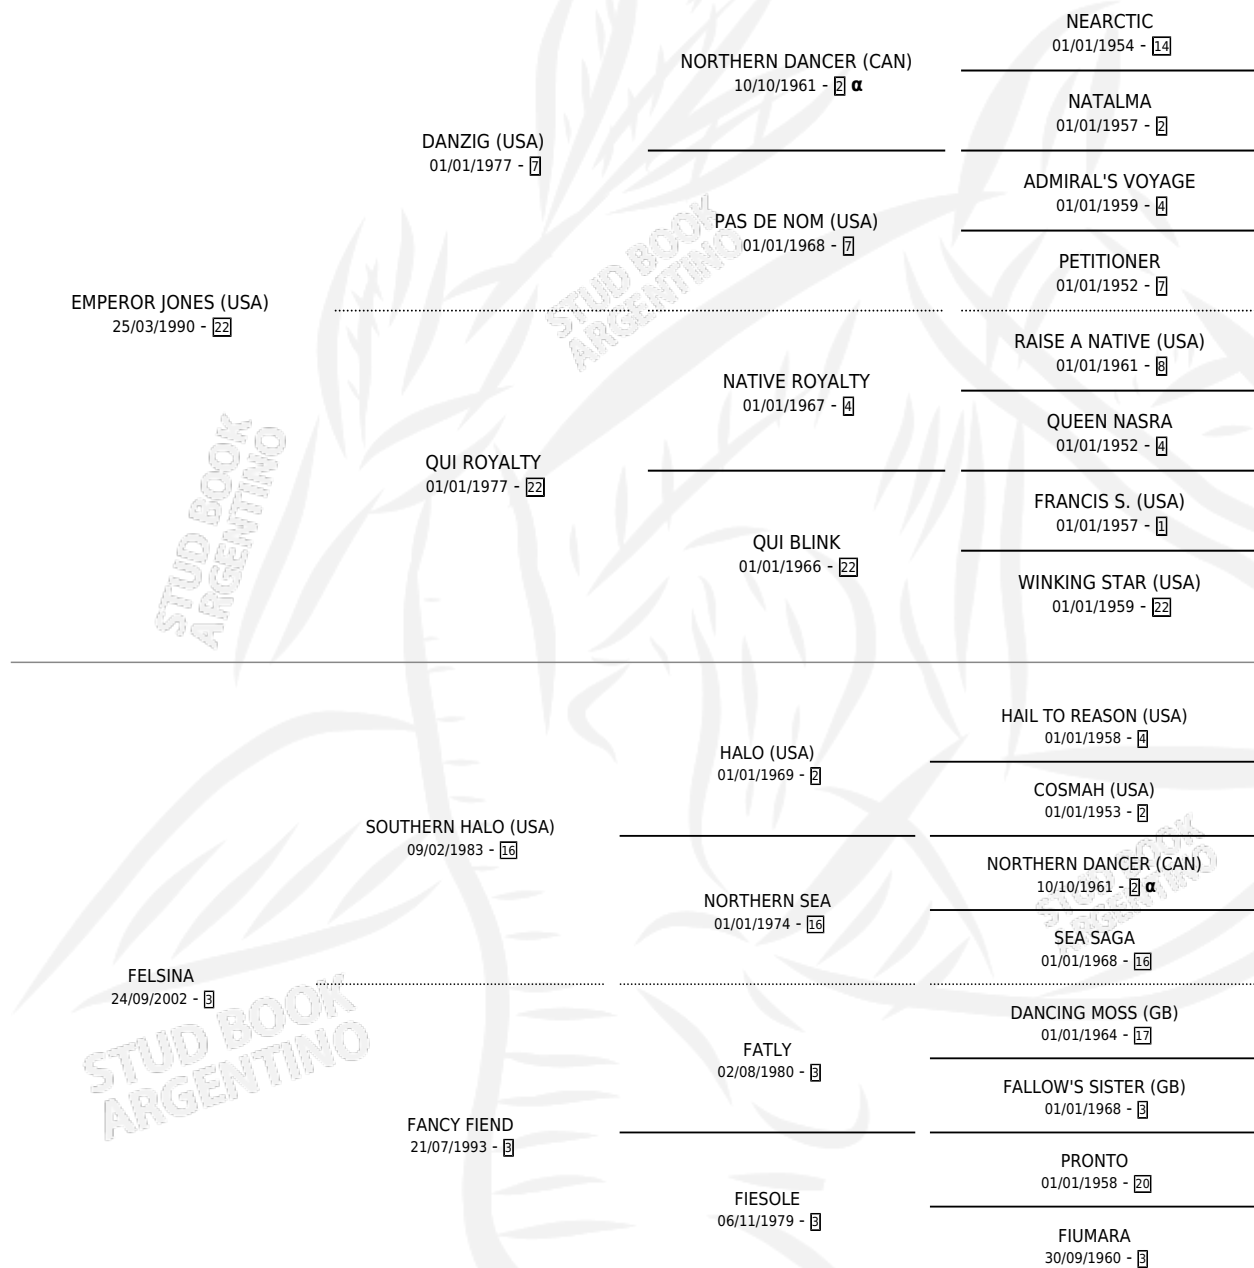 NEARCTIC
01/01/1954 - 14
NORTHERN DANCER (CAN)
10/10/1961 - 2 α
NATALMA
01/01/1957 - 2
DANZIG (USA)
01/01/1977 - 7
ADMIRAL'S VOYAGE
01/01/1959 - 4
PAS DE NOM (USA)
01/01/1968 - 7
PETITIONER
01/01/1952 - 7
EMPEROR JONES (USA)
25/03/1990 - 22
RAISE A NATIVE (USA)
01/01/1961 - 8
NATIVE ROYALTY
01/01/1967 - 4
QUEEN NASRA
01/01/1952 - 4
QUI ROYALTY
01/01/1977 - 22
FRANCIS S. (USA)
01/01/1957 - 1
QUI BLINK
01/01/1966 - 22
WINKING STAR (USA)
01/01/1959 - 22
HAIL TO REASON (USA)
01/01/1958 - 4
HALO (USA)
01/01/1969 - 2
COSMAH (USA)
01/01/1953 - 2
SOUTHERN HALO (USA)
09/02/1983 - 16
NORTHERN DANCER (CAN)
10/10/1961 - 2 α
NORTHERN SEA
01/01/1974 - 16
SEA SAGA
01/01/1968 - 16
FELSINA
24/09/2002 - 3
DANCING MOSS (GB)
01/01/1964 - 17
FATLY
02/08/1980 - 3
FALLOW'S SISTER (GB)
01/01/1968 - 3
FANCY FIEND
21/07/1993 - 3
PRONTO
01/01/1958 - 20
FIESOLE
06/11/1979 - 3
FIUMARA
30/09/1960 - 3
STUD BOOK
ARGENTINO
STUD BOOK
ARGENTINO
STUD BOOK
ARGENTINO
STUD BOOK
ARGENTINO